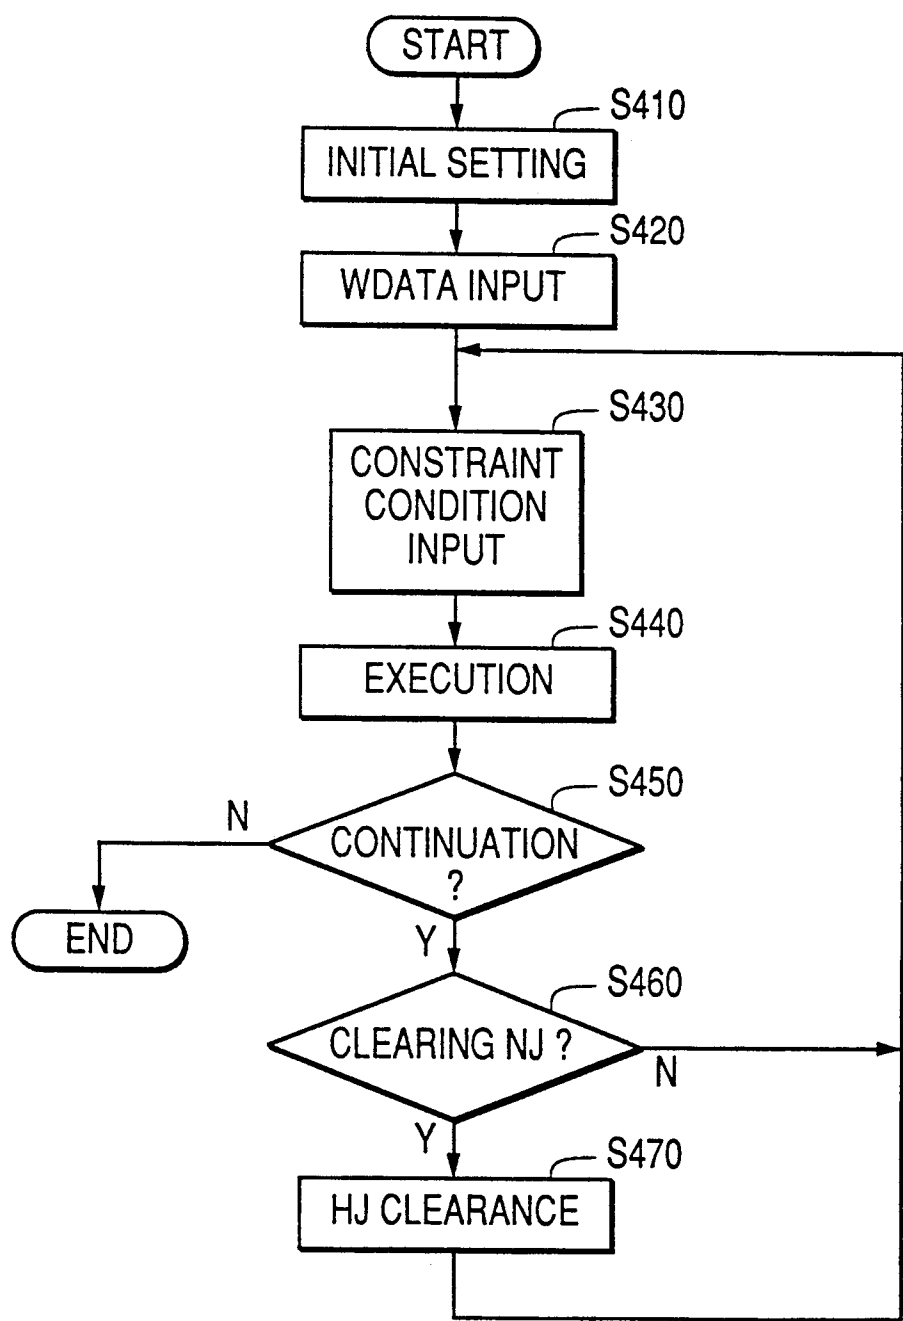 START
S410
INITIAL SETTING
S420
WDATA INPUT
S430
CONSTRAINT
CONDITION
INPUT
S440
EXECUTION
S450
N
CONTINUATION
?
END
Y
S460
CLEARING NJ ?
N
Y
S470
HJ CLEARANCE